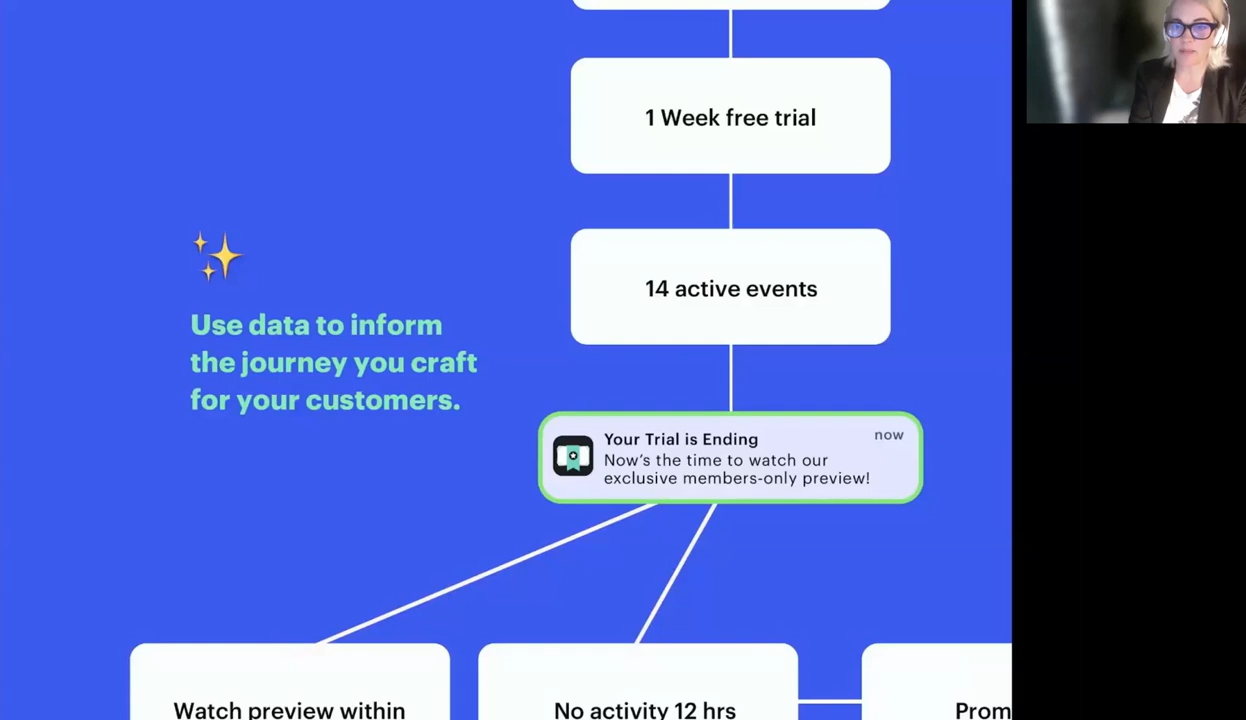 1 Week free trial
14 active events
Use data to inform
the journey you craft
for your customers.
Your Trial is Ending
now
Now's the time to watch our
exclusive members-only preview!
Watch preview within
No activity 12 hrs
Prom